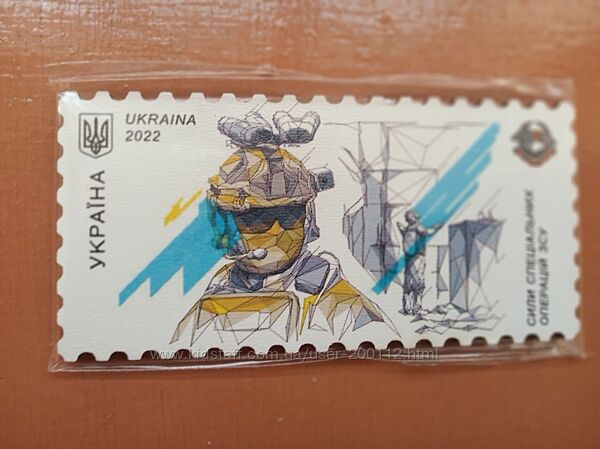 UKRAINA
2022
УКРАЇНА
СИЛИ СПЕЦІАЛЬНИХ
ОПЕРАЦІЙ ЗСУ
www.kidstaff.com.ua/user-200112.html